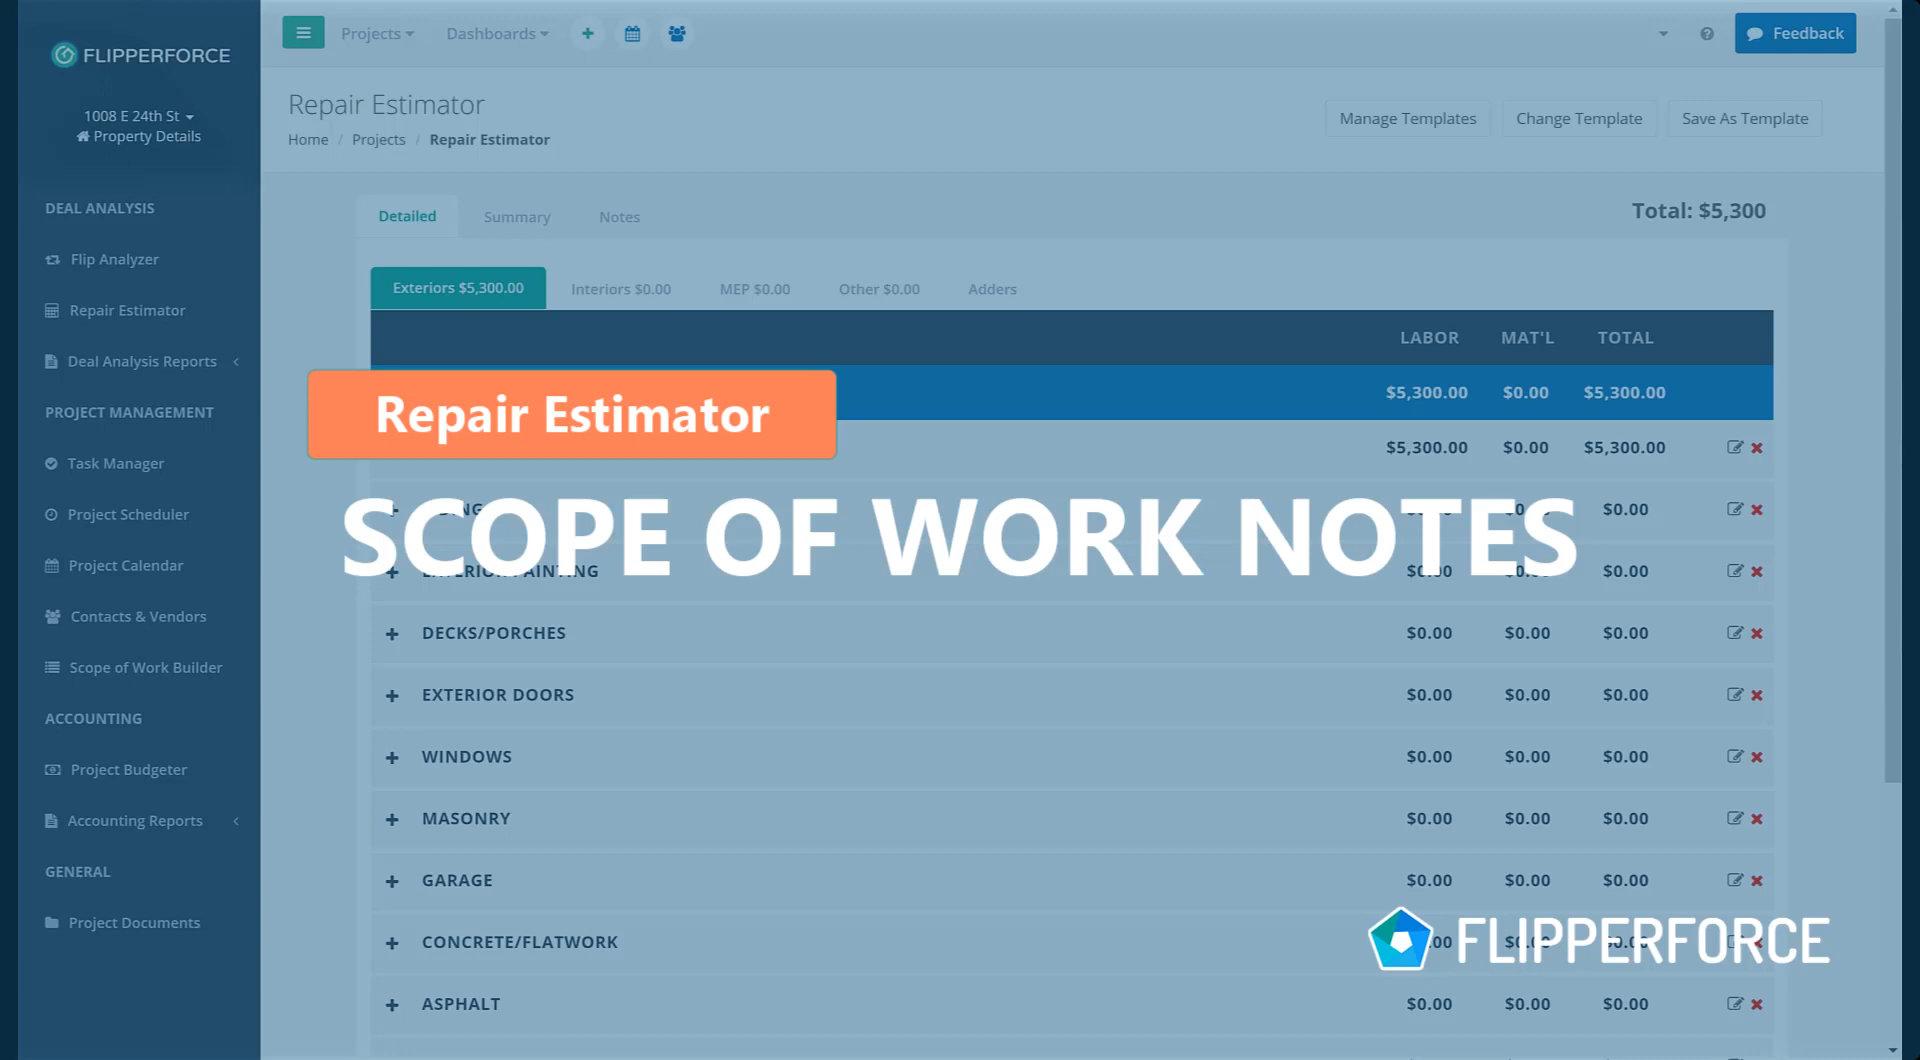 FLIPPERFORCE
Projects
Dashboards
Feedback
1008 E 24th St
Property Details
Repair Estimator
Home / Projects / Repair Estimator
Manage Templates
Change Template
Save As Template
DEAL ANALYSIS
Flip Analyzer
Repair Estimator
Deal Analysis Reports
PROJECT MANAGEMENT
Task Manager
Project Scheduler
Project Calendar
Contacts & Vendors
Scope of Work Builder
ACCOUNTING
Project Budgeter
Accounting Reports
GENERAL
Project Documents
Detailed Summary Notes
Total: $5,300
Exteriors $5,300.00 Interiors $0.00 MEP $0.00 Other $0.00 Adders
LABOR MAT'L TOTAL
$5,300.00 $0.00 $5,300.00
Repair Estimator
$5,300.00 $0.00 $5,300.00
SCOPE OF WORK NOTES
$0.00
EXTERIOR PAINTING $0.00 $0.00 $0.00
DECKS/PORCHES $0.00 $0.00 $0.00
EXTERIOR DOORS $0.00 $0.00 $0.00
WINDOWS $0.00 $0.00 $0.00
MASONRY $0.00 $0.00 $0.00
GARAGE $0.00 $0.00 $0.00
CONCRETE/FLATWORK
FLIPPERFORCE
ASPHALT $0.00 $0.00 $0.00